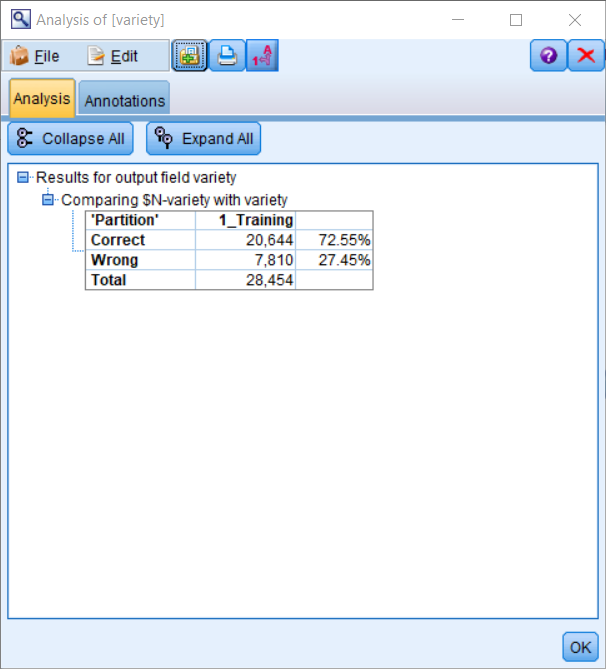 Analysis of [variety]
File Edit
Analysis Annotations
Collapse All Expand All
Results for output field variety
Comparing $N-variety with variety
'Partition' 1_Training
Correct 20,644 72.55%
Wrong 7,810 27.45%
Total 28,454
OK